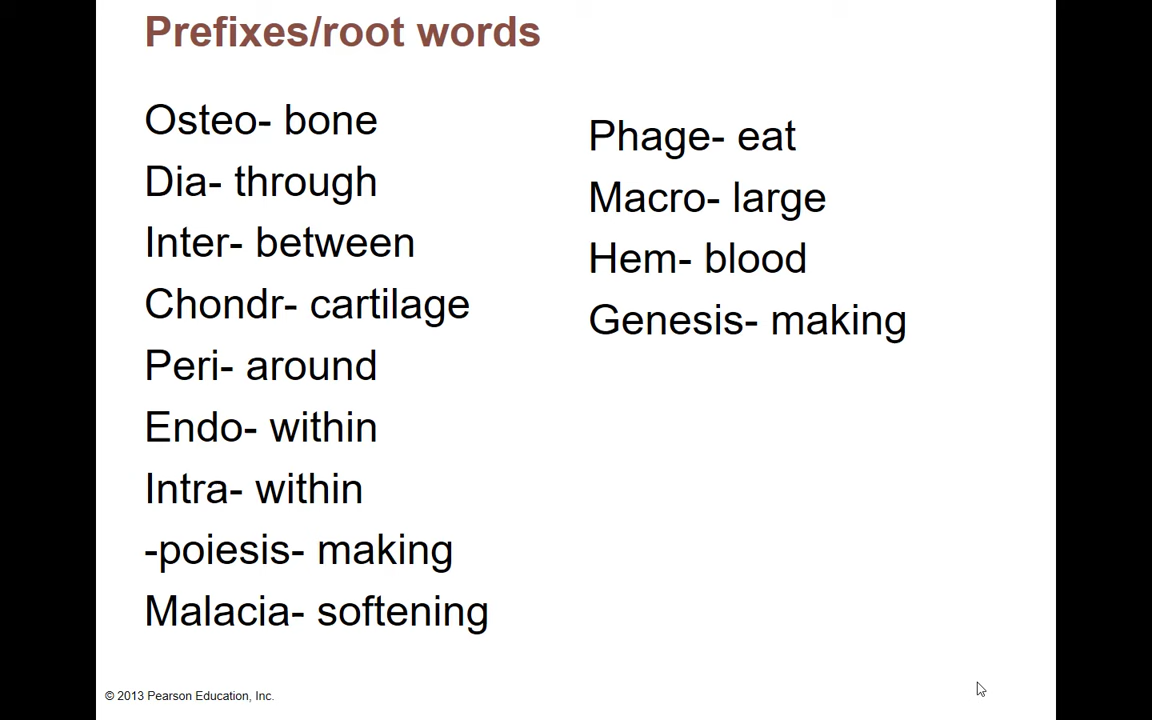 Prefixes/root words
Osteo- bone
Dia- through
Inter- between
Chondr- cartilage
Peri- around
Endo- within
Intra- within
-poiesis- making
Malacia- softening
Phage- eat
Macro- large
Hem- blood
Genesis- making
© 2013 Pearson Education, Inc.